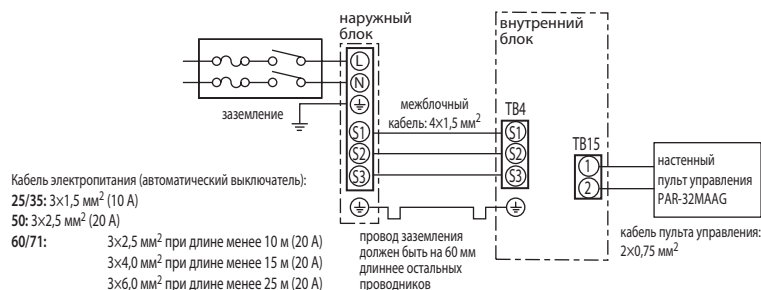 наружный
блок
внутренний
блок
L
N
заземление
S1
S2
S3
межблочный
кабель: 4×1,5 мм²
TB4
S1
S2
S3
TB15
1
2
настенный
пульт управления
PAR-32MAAG
кабель пульта управления:
2×0,75 мм²
провод заземления
должен быть на 60 мм
длиннее остальных
проводников
Кабель электропитания (автоматический выключатель):
25/35: 3×1,5 мм² (10 А)
50: 3×2,5 мм² (20 А)
60/71: 3×2,5 мм² при длине менее 10 м (20 А)
3×4,0 мм² при длине менее 15 м (20 А)
3×6,0 мм² при длине менее 25 м (20 А)